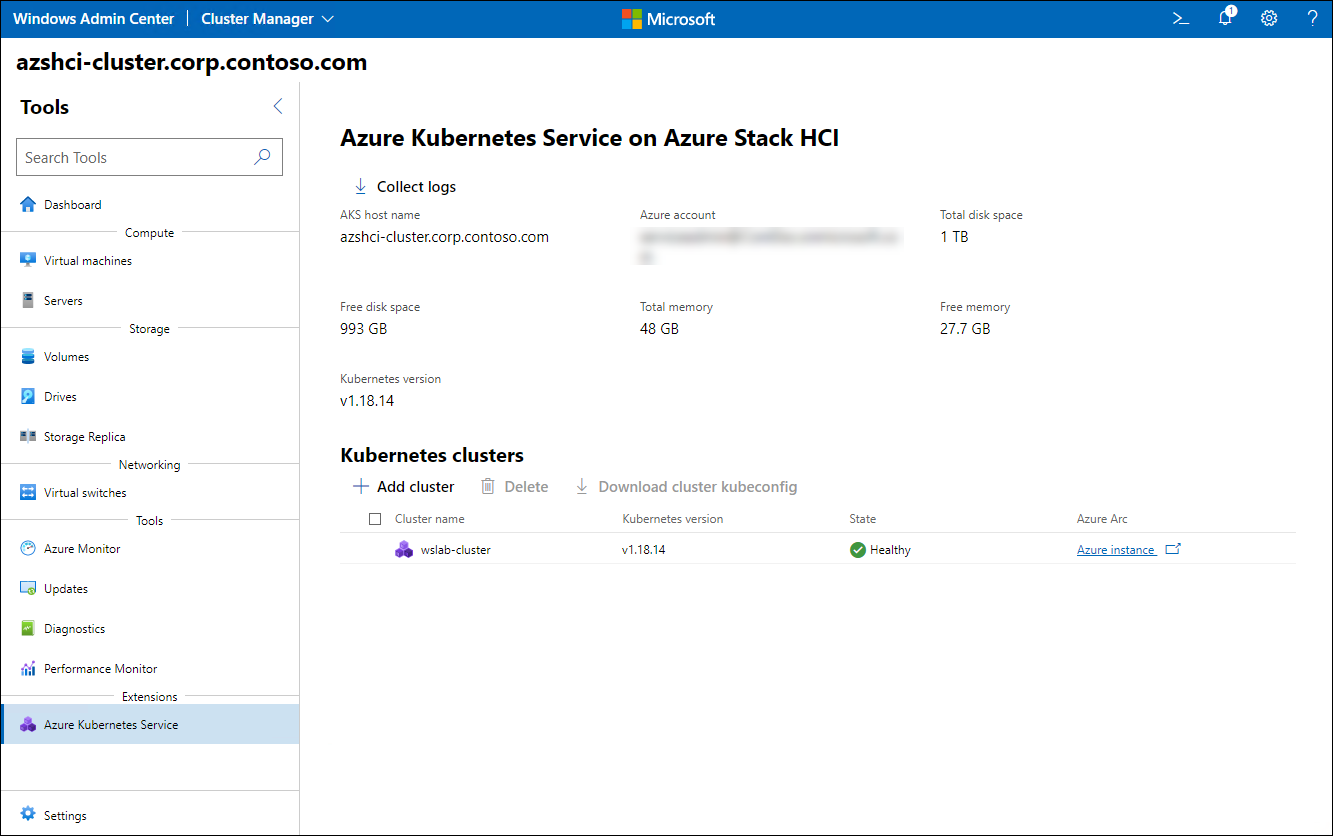 Windows Admin Center | Cluster Manager
Microsoft
1
azshci-cluster.corp.contoso.com
Tools
Search Tools
Dashboard
Compute
Virtual machines
Servers
Storage
Volumes
Drives
Storage Replica
Networking
Virtual switches
Tools
Azure Monitor
Updates
Diagnostics
Performance Monitor
Extensions
Azure Kubernetes Service
Settings
Azure Kubernetes Service on Azure Stack HCI
Collect logs
AKS host name
azshci-cluster.corp.contoso.com
Azure account
Total disk space
1 TB
Free disk space
993 GB
Total memory
48 GB
Free memory
27.7 GB
Kubernetes version
v1.18.14
Kubernetes clusters
Add cluster Delete Download cluster kubeconfig
Cluster name Kubernetes version State Azure Arc
wslab-cluster v1.18.14 Healthy Azure instance